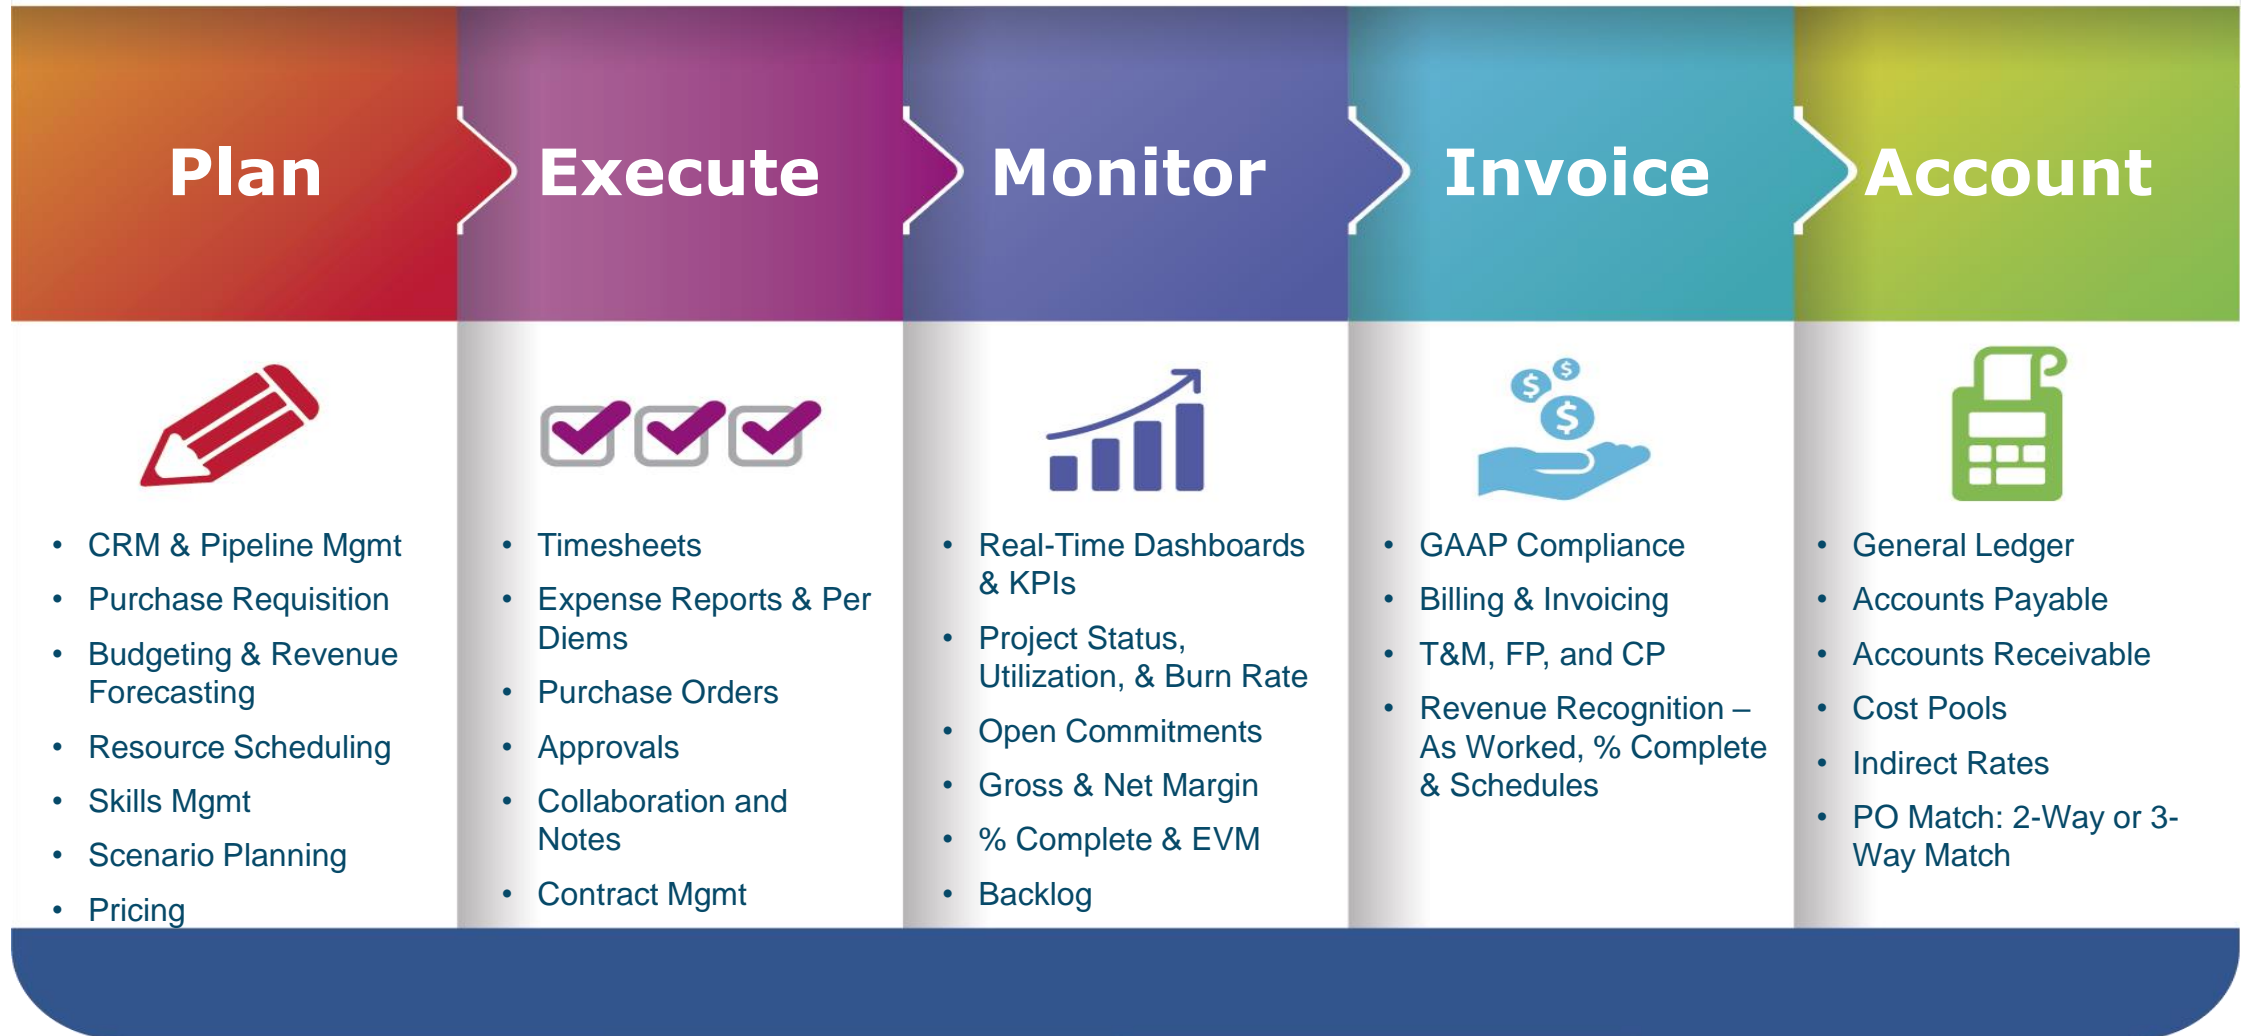 Plan
Execute
Monitor
Invoice
Account
• CRM & Pipeline Mgmt
• Purchase Requisition
• Budgeting & Revenue
Forecasting
• Resource Scheduling
• Skills Mgmt
• Scenario Planning
• Pricing
• Timesheets
• Expense Reports & Per
Diems
• Purchase Orders
• Approvals
• Collaboration and
Notes
• Contract Mgmt
• Real-Time Dashboards
& KPIs
• Project Status,
Utilization, & Burn Rate
• Open Commitments
• Gross & Net Margin
• % Complete & EVM
• Backlog
• GAAP Compliance
• Billing & Invoicing
• T&M, FP, and CP
• Revenue Recognition –
As Worked, % Complete
& Schedules
• General Ledger
• Accounts Payable
• Accounts Receivable
• Cost Pools
• Indirect Rates
• PO Match: 2-Way or 3-
Way Match
$
$
$